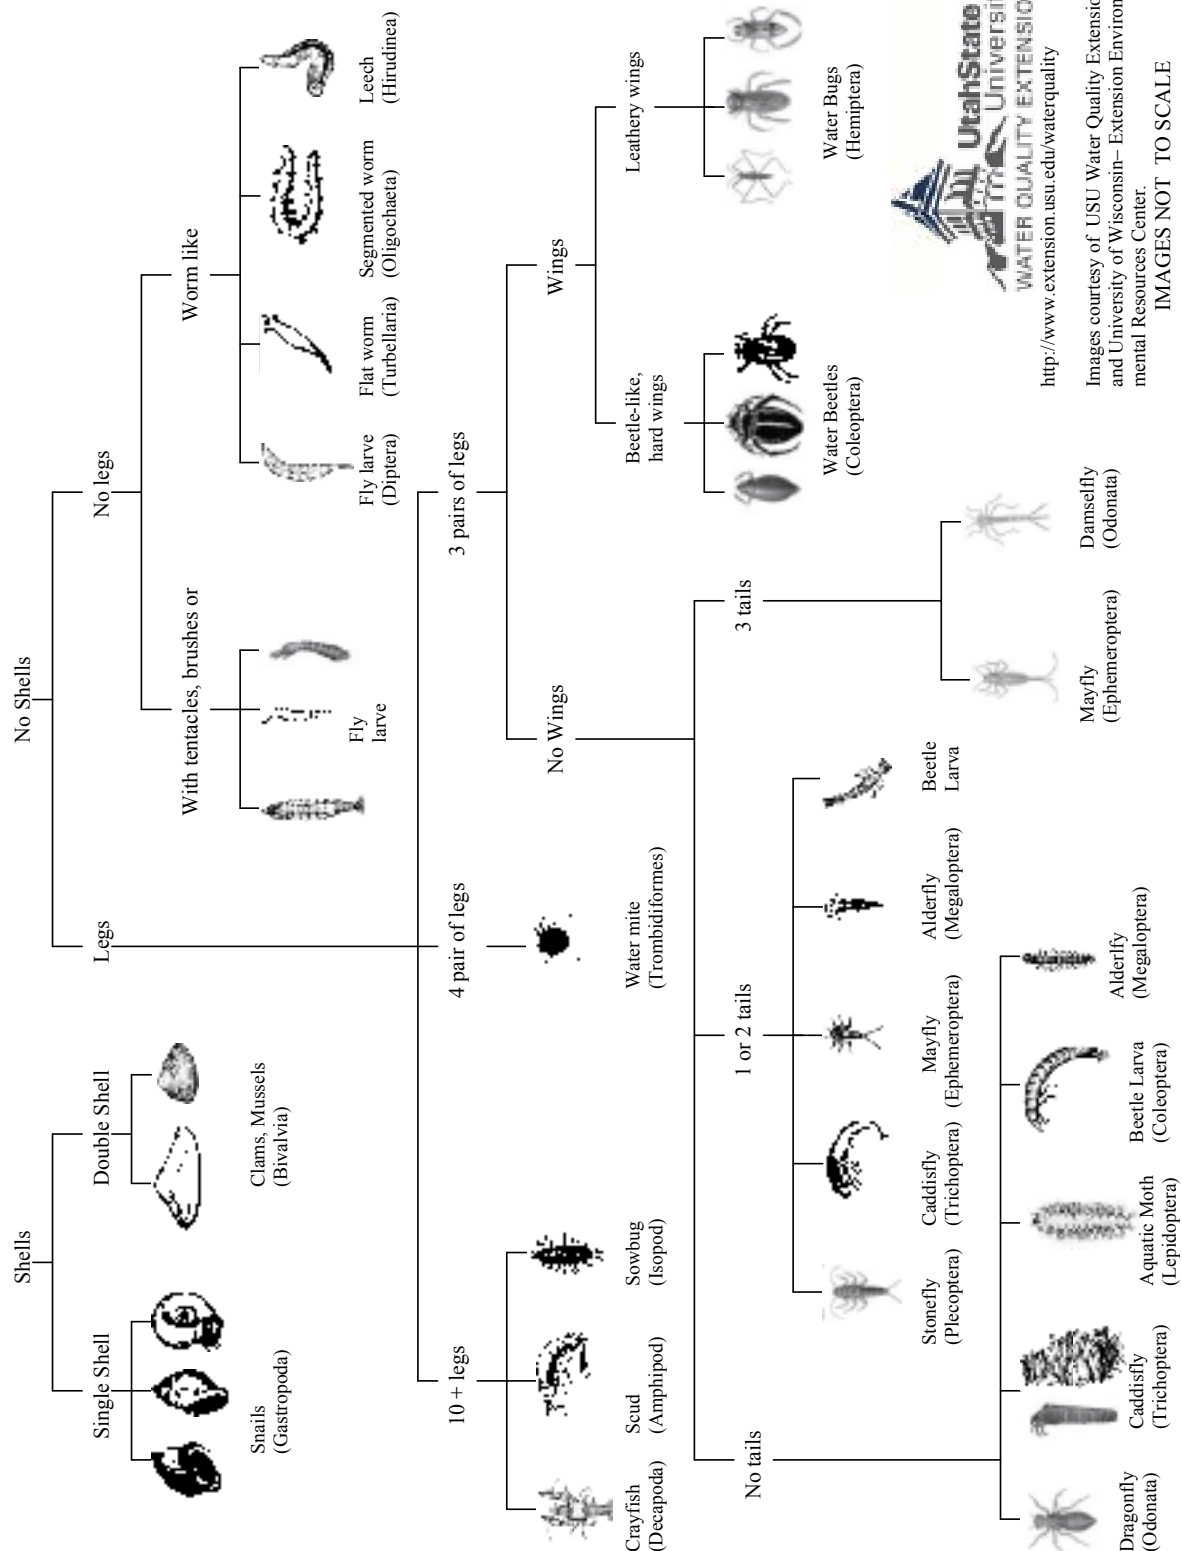 Shells
No Shells
Single Shell
Double Shell
Legs
No legs
Snails
(Gastropoda)
Clams, Mussels
(Bivalvia)
With tentacles, brushes or
Worm like
Fly
larve
Fly larve
(Diptera)
Flat worm
(Turbellaria)
Segmented worm
(Oligochaeta)
Leech
(Hirudinea)
10 + legs
4 pair of legs
3 pairs of legs
Crayfish
(Decapoda)
Scud
(Amphipod)
Sowbug
(Isopod)
Water mite
(Trombidiformes)
No Wings
Wings
Beetle-like,
hard wings
Leathery wings
Water Beetles
(Coleoptera)
Water Bugs
(Hemiptera)
No tails
1 or 2 tails
3 tails
Stonefly
(Plecoptera)
Caddisfly
(Trichoptera)
Mayfly
(Ephemeroptera)
Alderfly
(Megaloptera)
Beetle
Larva
Mayfly
(Ephemeroptera)
Damselfly
(Odonata)
Dragonfly
(Odonata)
Caddisfly
(Trichoptera)
Aquatic Moth
(Lepidoptera)
Beetle Larva
(Coleoptera)
Alderlfy
(Megaloptera)
UtahState
Universit
WATER QUALITY EXTENSIO
http://www.extension.usu.edu/waterquality
Images courtesy of USU Water Quality Extensio
and University of Wisconsin– Extension Environ
mental Resources Center.
IMAGES NOT TO SCALE